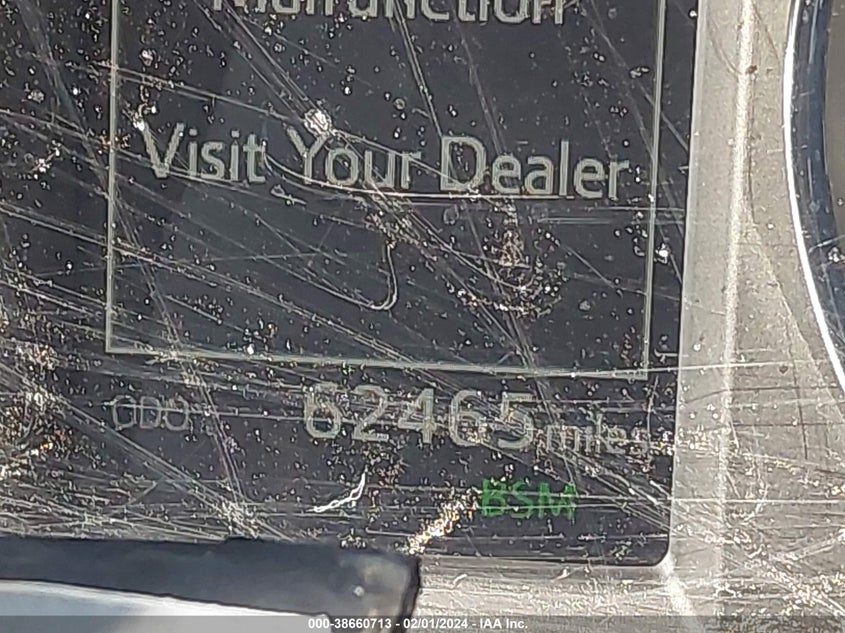 Malfunction
Visit Your Dealer
ODO 62465 miles
BSM
000-38660713 - 02/01/2024 - IAA Inc.